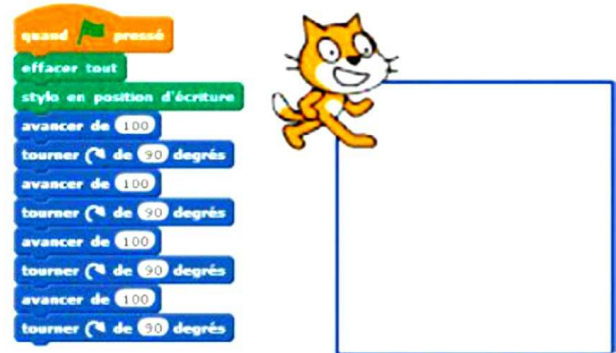 quand pressé
effacer tout
stylo en position d'écriture
avancer de 100
tourner de 90 degrés
avancer de 100
tourner de 90 degrés
avancer de 100
tourner de 90 degrés
avancer de 100
tourner de 90 degrés